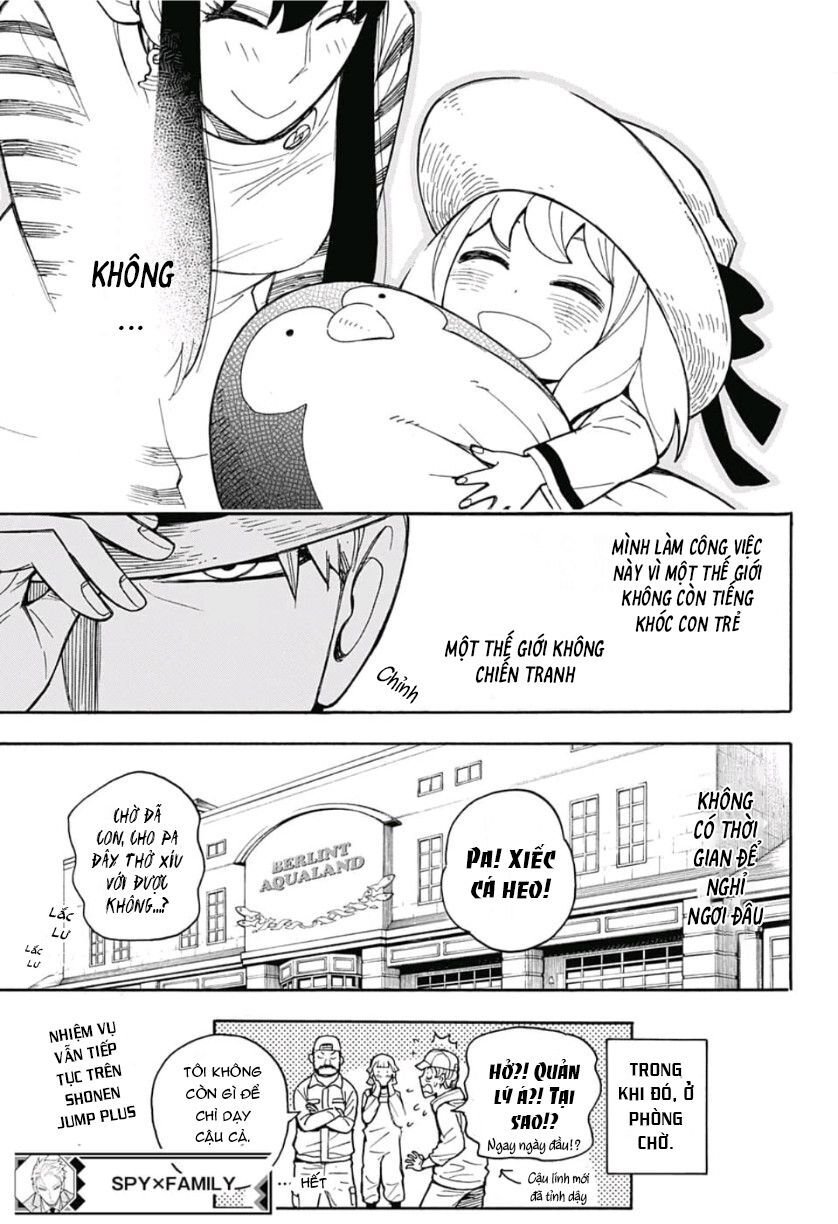 KHÔNG
...
MÌNH LÀM CÔNG VIỆC
NÀY VÌ MỘT THẾ GIỚI
KHÔNG CÒN TIẾNG
KHÓC CON TRẺ
MỘT THẾ GIỚI KHÔNG
CHIẾN TRANH
Chỉnh
KHÔNG
CÓ THỜI
GIAN ĐỂ
NGHỈ
NGƠI ĐÂU
PA! XIẾC
CÁ HEO!
BERLINT
AQUALAND
CHỜ ĐÃ
CON, CHO PA
ĐÂY THỞ XÍU
VỚI ĐƯỢC
KHÔNG...?
Lắc
Lư
Lắc
Lư
TRONG
KHI ĐÓ, Ở
PHÒNG
CHỜ.
HỞ?! QUẢN
LÝ Á?! TẠI
SAO!?
Ngay ngày đầu!?
Cậu lính mới
đã tỉnh dậy
TÔI KHÔNG
CÒN GÌ ĐỂ
CHỈ DẠY
CẬU CẢ.
NHIỆM VỤ
VẪN TIẾP
TỤC TRÊN
SHONEN
JUMP PLUS
SPY×FAMILY
... HẾT